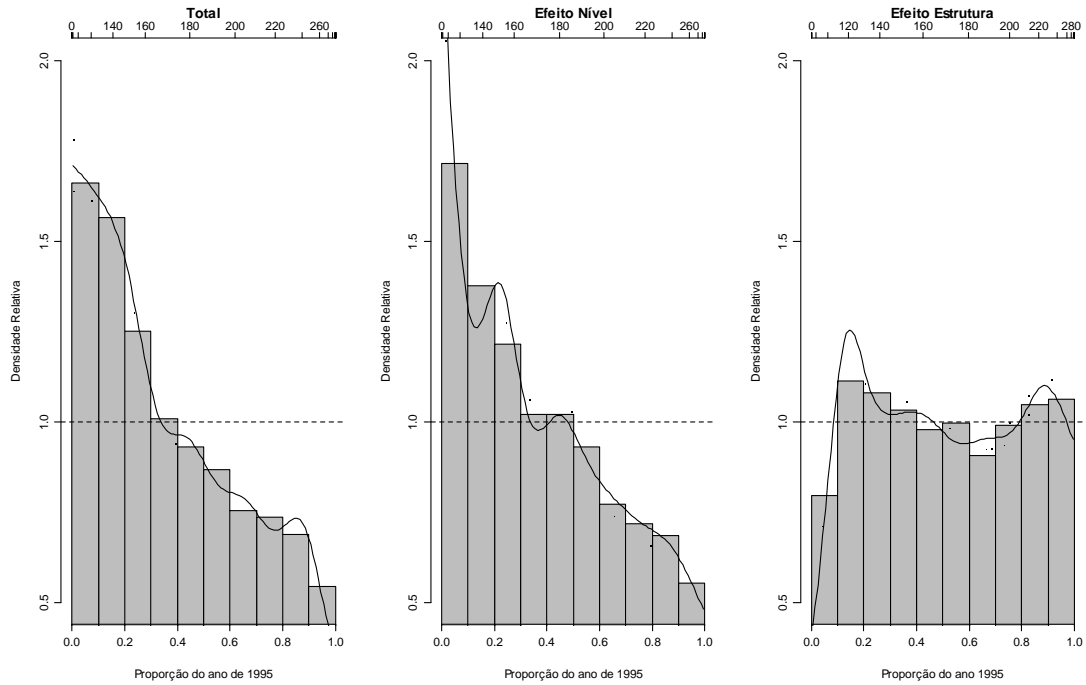 Total
0 140 160 180 200 220 260
Densidade Relativa
2.0
1.5
1.0
0.5
0.0 0.2 0.4 0.6 0.8 1.0
Proporção do ano de 1995
Efeito Nível
0 140 160 180 200 220 260
Densidade Relativa
2.0
1.5
1.0
0.5
0.0 0.2 0.4 0.6 0.8 1.0
Proporção do ano de 1995
Efeito Estrutura
0 120 140 160 180 200 220 280
Densidade Relativa
2.0
1.5
1.0
0.5
0.0 0.2 0.4 0.6 0.8 1.0
Proporção do ano 1995